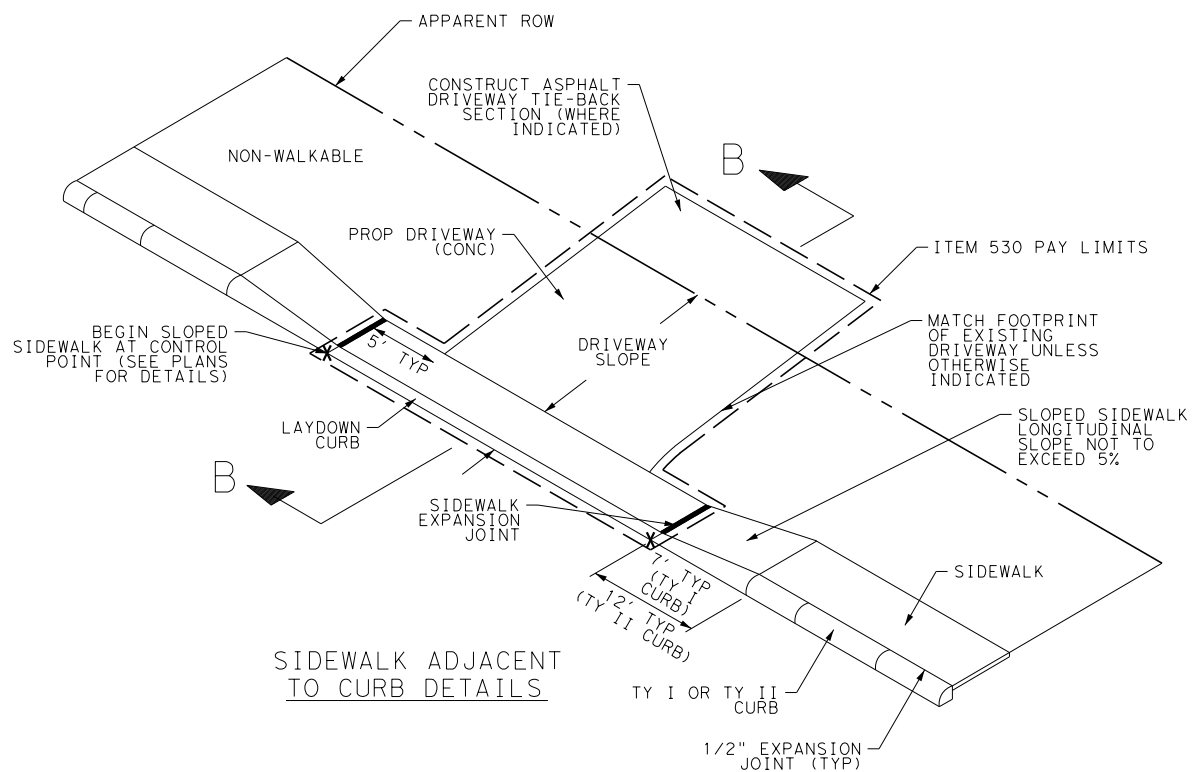 APPARENT ROW
CONSTRUCT ASPHALT
DRIVEWAY TIE-BACK
SECTION (WHERE
INDICATED)
B
NON-WALKABLE
PROP DRIVEWAY
(CONC)
ITEM 530 PAY LIMITS
BEGIN SLOPED
SIDEWALK AT CONTROL
POINT (SEE PLANS
FOR DETAILS)
5' TYP
DRIVEWAY
SLOPE
MATCH FOOTPRINT
OF EXISTING
DRIVEWAY UNLESS
OTHERWISE
INDICATED
LAYDOWN
CURB
SLOPED SIDEWALK
LONGITUDINAL
SLOPE NOT TO
EXCEED 5%
B
SIDEWALK
EXPANSION
JOINT
7' TYP
(TY I
CURB)
12' TYP
(TY II CURB)
SIDEWALK
SIDEWALK ADJACENT
TO CURB DETAILS
TY I OR TY II
CURB
1/2" EXPANSION
JOINT (TYP)